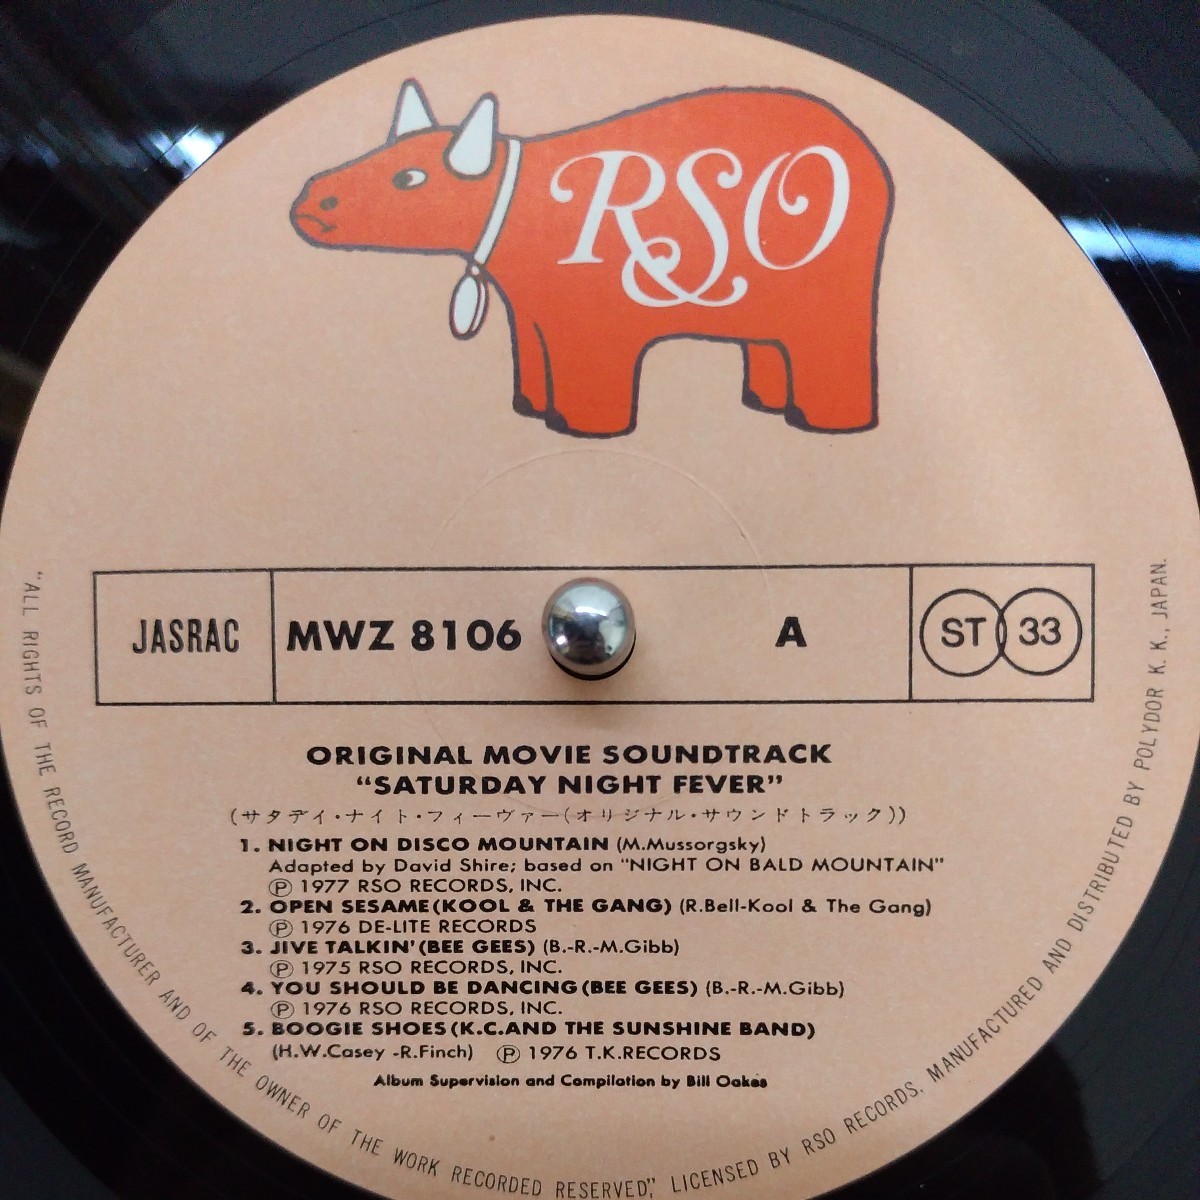 RSO
JASRAC
MWZ 8106
A
ST 33
ORIGINAL MOVIE SOUNDTRACK
“SATURDAY NIGHT FEVER”
(サタデイ・ナイト・フィーヴァー(オリジナル・サウンドトラック))
1. NIGHT ON DISCO MOUNTAIN (M.Mussorgsky)
Adapted by David Shire; based on “NIGHT ON BALD MOUNTAIN”
Ⓟ 1977 RSO RECORDS, INC.
2. OPEN SESAME(KOOL & THE GANG) (R.Bell-Kool & The Gang)
Ⓟ 1976 DE-LITE RECORDS
3. JIVE TALKIN’(BEE GEES) (B.-R.-M.Gibb)
Ⓟ 1975 RSO RECORDS, INC.
4. YOU SHOULD BE DANCING(BEE GEES) (B.-R.-M.Gibb)
Ⓟ 1976 RSO RECORDS, INC.
5. BOOGIE SHOES(K.C.AND THE SUNSHINE BAND)
(H.W.Casey -R.Finch) Ⓟ 1976 T.K.RECORDS
Album Supervision and Compilation by Bill Oakes
“ALL RIGHTS OF THE RECORD MANUFACTURER AND OF THE OWNER OF THE WORK RECORDED RESERVED”, LICENSED BY RSO RECORDS. MANUFACTURED AND DISTRIBUTED BY POLYDOR K. K., JAPAN.